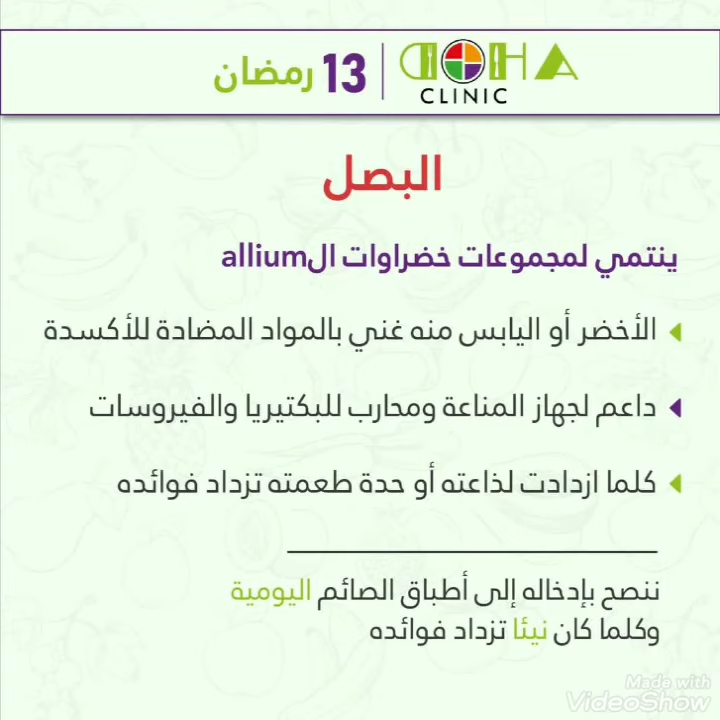 13 رمضان
DOHA
CLINIC
البصل
ينتمي لمجموعات خضراوات الallium
الأخضر أو اليابس منه غني بالمواد المضادة للأكسدة
داعم لجهاز المناعة ومحارب للبكتيريا والفيروسات
كلما ازدادت لذاعته أو حدة طعمته تزداد فوائده
ننصح بإدخاله إلى أطباق الصائم اليومية
وكلما كان نيئا تزداد فوائده
Made with
VideoShow